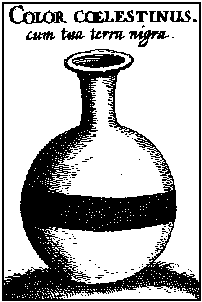 COLOR CŒLESTINUS.
cum tua terra nigra.